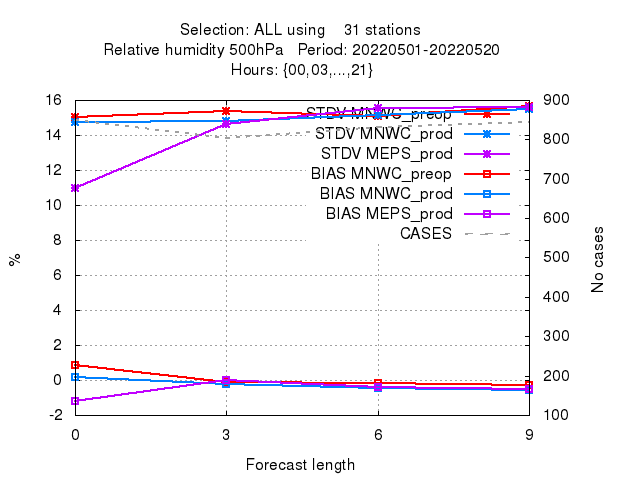 Selection: ALL using    31 stations
Relative humidity 500hPa   Period: 20220501-20220520
Hours: {00,03,...,21}
16
14
12
10
8
6
4
2
0
-2
%
STDV MNWC_preop
STDV MNWC_prod
STDV MEPS_prod
BIAS MNWC_preop
BIAS MNWC_prod
BIAS MEPS_prod
CASES
900
800
700
600
500
400
300
200
100
No cases
0
3
6
9
Forecast length